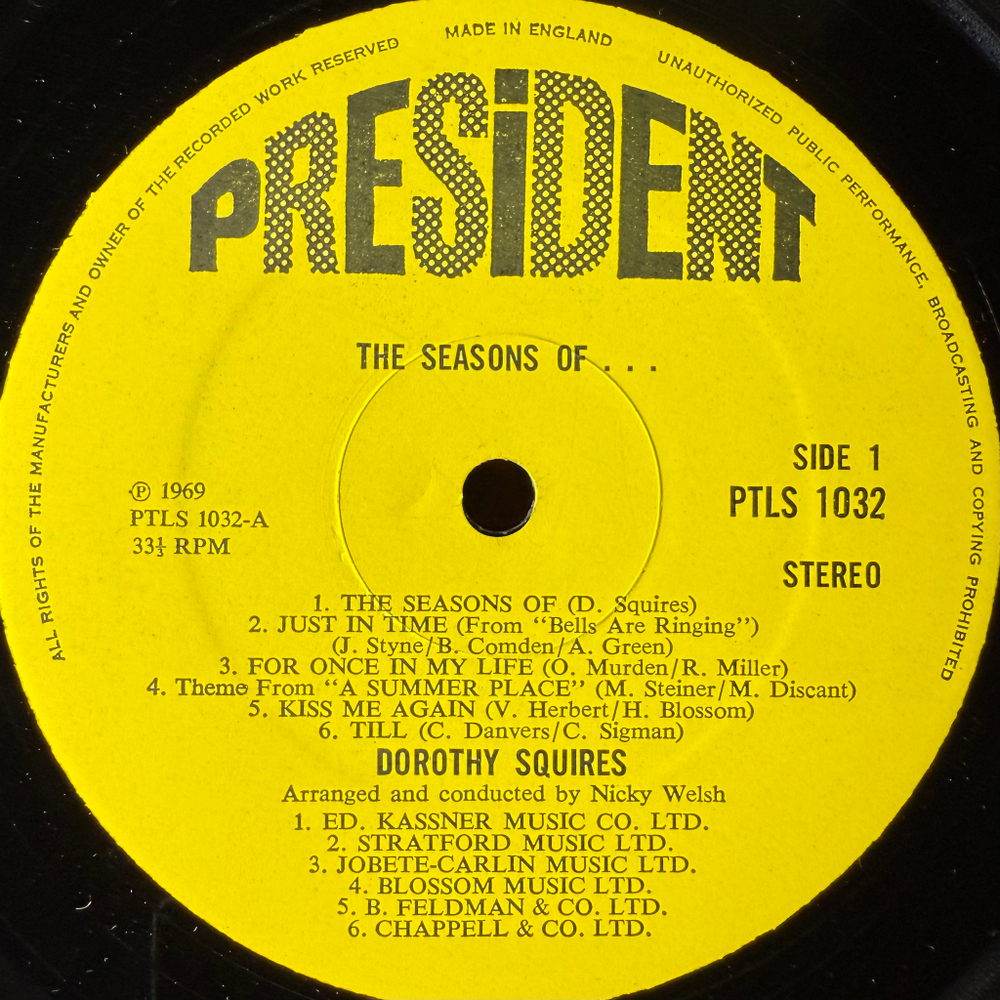 ALL RIGHTS OF THE MANUFACTURERS AND OWNER OF THE RECORDED WORK RESERVED
MADE IN ENGLAND
UNAUTHORIZED PUBLIC PERFORMANCE, BROADCASTING AND COPYING PROHIBITED
PRESiDENT
THE SEASONS OF . . .
SIDE 1
PTLS 1032
STEREO
℗ 1969
PTLS 1032-A
33⅓ RPM
1. THE SEASONS OF (D. Squires)
2. JUST IN TIME (From “Bells Are Ringing”)
(J. Styne/B. Comden/A. Green)
3. FOR ONCE IN MY LIFE (O. Murden/R. Miller)
4. Theme From “A SUMMER PLACE” (M. Steiner/M. Discant)
5. KISS ME AGAIN (V. Herbert/H. Blossom)
6. TILL (C. Danvers/C. Sigman)
DOROTHY SQUIRES
Arranged and conducted by Nicky Welsh
1. ED. KASSNER MUSIC CO. LTD.
2. STRATFORD MUSIC LTD.
3. JOBETE-CARLIN MUSIC LTD.
4. BLOSSOM MUSIC LTD.
5. B. FELDMAN & CO. LTD.
6. CHAPPELL & CO. LTD.